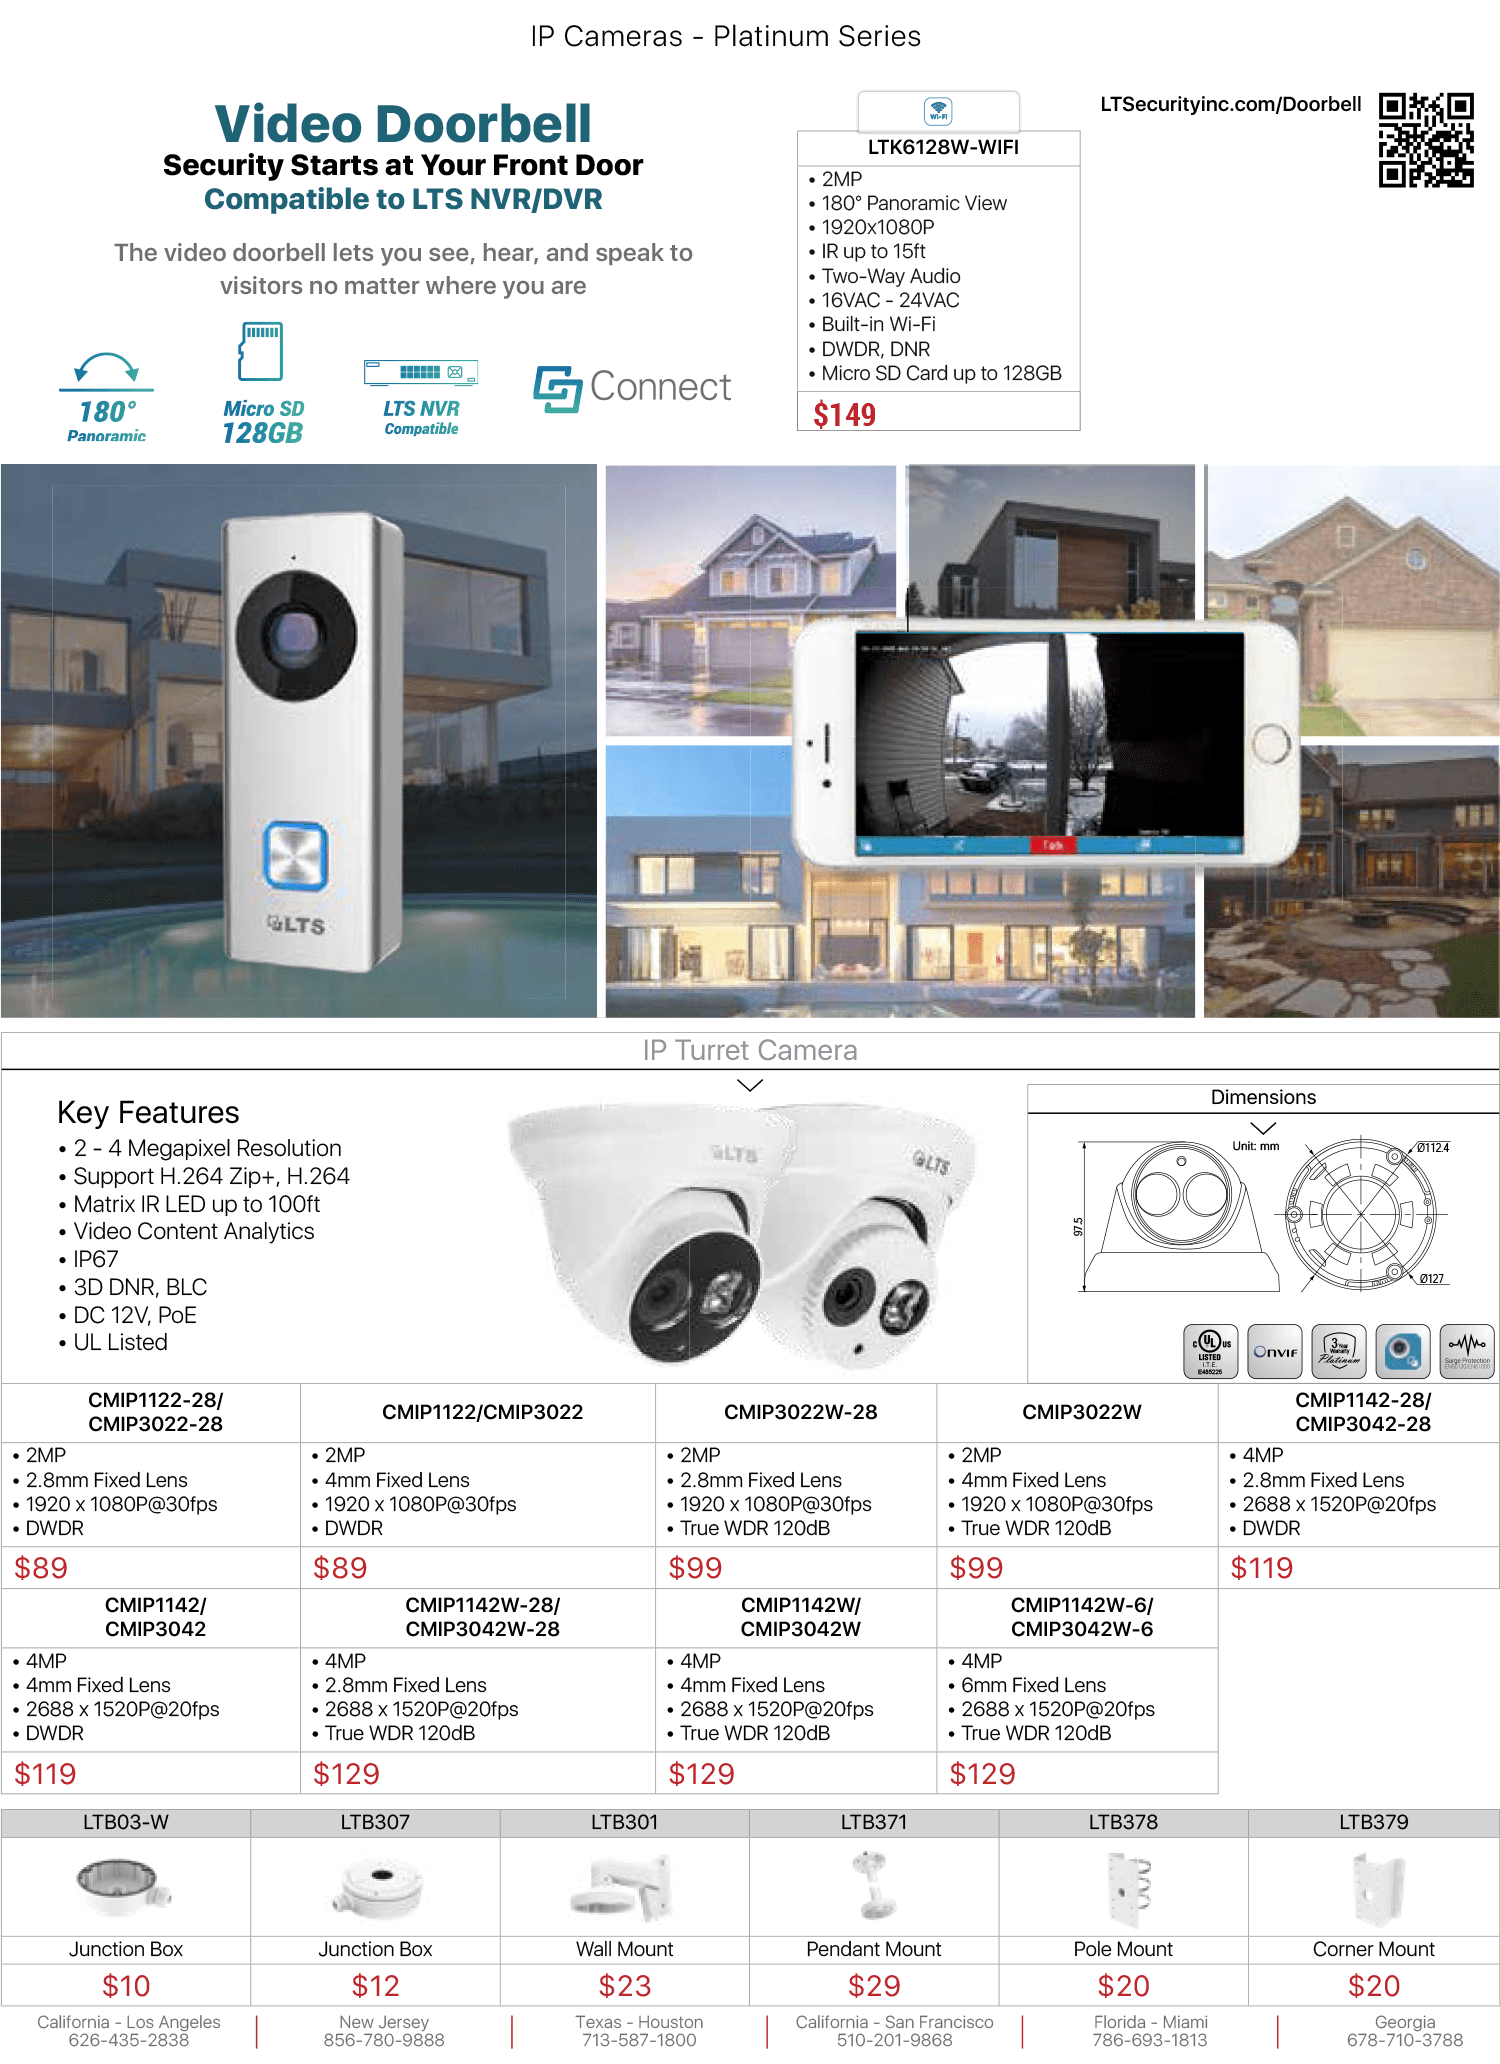 IP Cameras - Platinum Series
Video Doorbell
Security Starts at Your Front Door
Compatible to LTS NVR/DVR
The video doorbell lets you see, hear, and speak to
visitors no matter where you are
180°
Panoramic
Micro SD
128GB
LTS NVR
Compatible
Connect
Wi-Fi
LTK6128W-WIFI
• 2MP
• 180° Panoramic View
• 1920x1080P
• IR up to 15ft
• Two-Way Audio
• 16VAC - 24VAC
• Built-in Wi-Fi
• DWDR, DNR
• Micro SD Card up to 128GB
$149
LTSecurityinc.com/Doorbell
LTS
Talk
IP Turret Camera
Key Features
• 2 - 4 Megapixel Resolution
• Support H.264 Zip+, H.264
• Matrix IR LED up to 100ft
• Video Content Analytics
• IP67
• 3D DNR, BLC
• DC 12V, PoE
• UL Listed
LTS
LTS
Dimensions
Unit: mm
Ø112.4
97.5
Ø127
C UL US
LISTED
I.T.E.
E485225
ONVIF
3 Year
Warranty
Platinum
Surge Protection
CMIP1122-28/
CMIP3022-28
• 2MP
• 2.8mm Fixed Lens
• 1920 x 1080P@30fps
• DWDR
$89
CMIP1122/CMIP3022
• 2MP
• 4mm Fixed Lens
• 1920 x 1080P@30fps
• DWDR
$89
CMIP3022W-28
• 2MP
• 2.8mm Fixed Lens
• 1920 x 1080P@30fps
• True WDR 120dB
$99
CMIP3022W
• 2MP
• 4mm Fixed Lens
• 1920 x 1080P@30fps
• True WDR 120dB
$99
CMIP1142-28/
CMIP3042-28
• 4MP
• 2.8mm Fixed Lens
• 2688 x 1520P@20fps
• DWDR
$119
CMIP1142/
CMIP3042
• 4MP
• 4mm Fixed Lens
• 2688 x 1520P@20fps
• DWDR
$119
CMIP1142W-28/
CMIP3042W-28
• 4MP
• 2.8mm Fixed Lens
• 2688 x 1520P@20fps
• True WDR 120dB
$129
CMIP1142W/
CMIP3042W
• 4MP
• 4mm Fixed Lens
• 2688 x 1520P@20fps
• True WDR 120dB
$129
CMIP1142W-6/
CMIP3042W-6
• 4MP
• 6mm Fixed Lens
• 2688 x 1520P@20fps
• True WDR 120dB
$129
LTB03-W
Junction Box
$10
LTB307
Junction Box
$12
LTB301
Wall Mount
$23
LTB371
Pendant Mount
$29
LTB378
Pole Mount
$20
LTB379
Corner Mount
$20
California - Los Angeles
626-435-2838
New Jersey
856-780-9888
Texas - Houston
713-587-1800
California - San Francisco
510-201-9868
Florida - Miami
786-693-1813
Georgia
678-710-3788